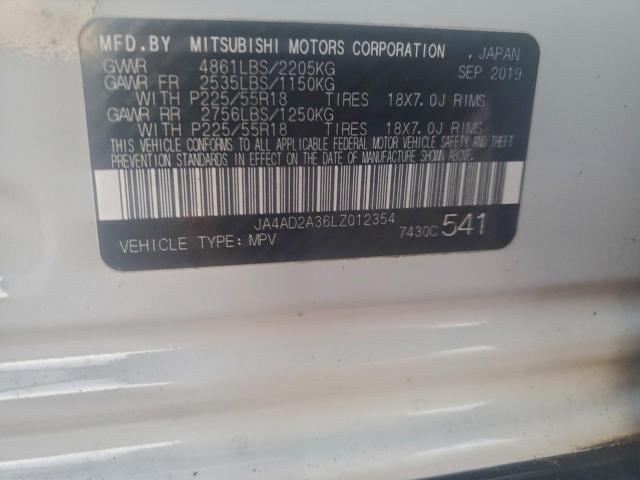 MFD.BY MITSUBISHI MOTORS CORPORATION , JAPAN
GVWR 4861LBS/2205KG SEP 2019
GAWR FR 2535LBS/1150KG
WITH P225/55R18 TIRES 18X7.0J RIMS
GAWR RR 2756LBS/1250KG
WITH P225/55R18 TIRES 18X7.0J RIMS
THIS VEHICLE CONFORMS TO ALL APPLICABLE FEDERAL MOTOR VEHICLE SAFETY AND THEFT
PREVENTION STANDARDS IN EFFECT ON THE DATE OF MANUFACTURE SHOWN ABOVE.
JA4AD2A36LZ012354
VEHICLE TYPE: MPV 7430C 541